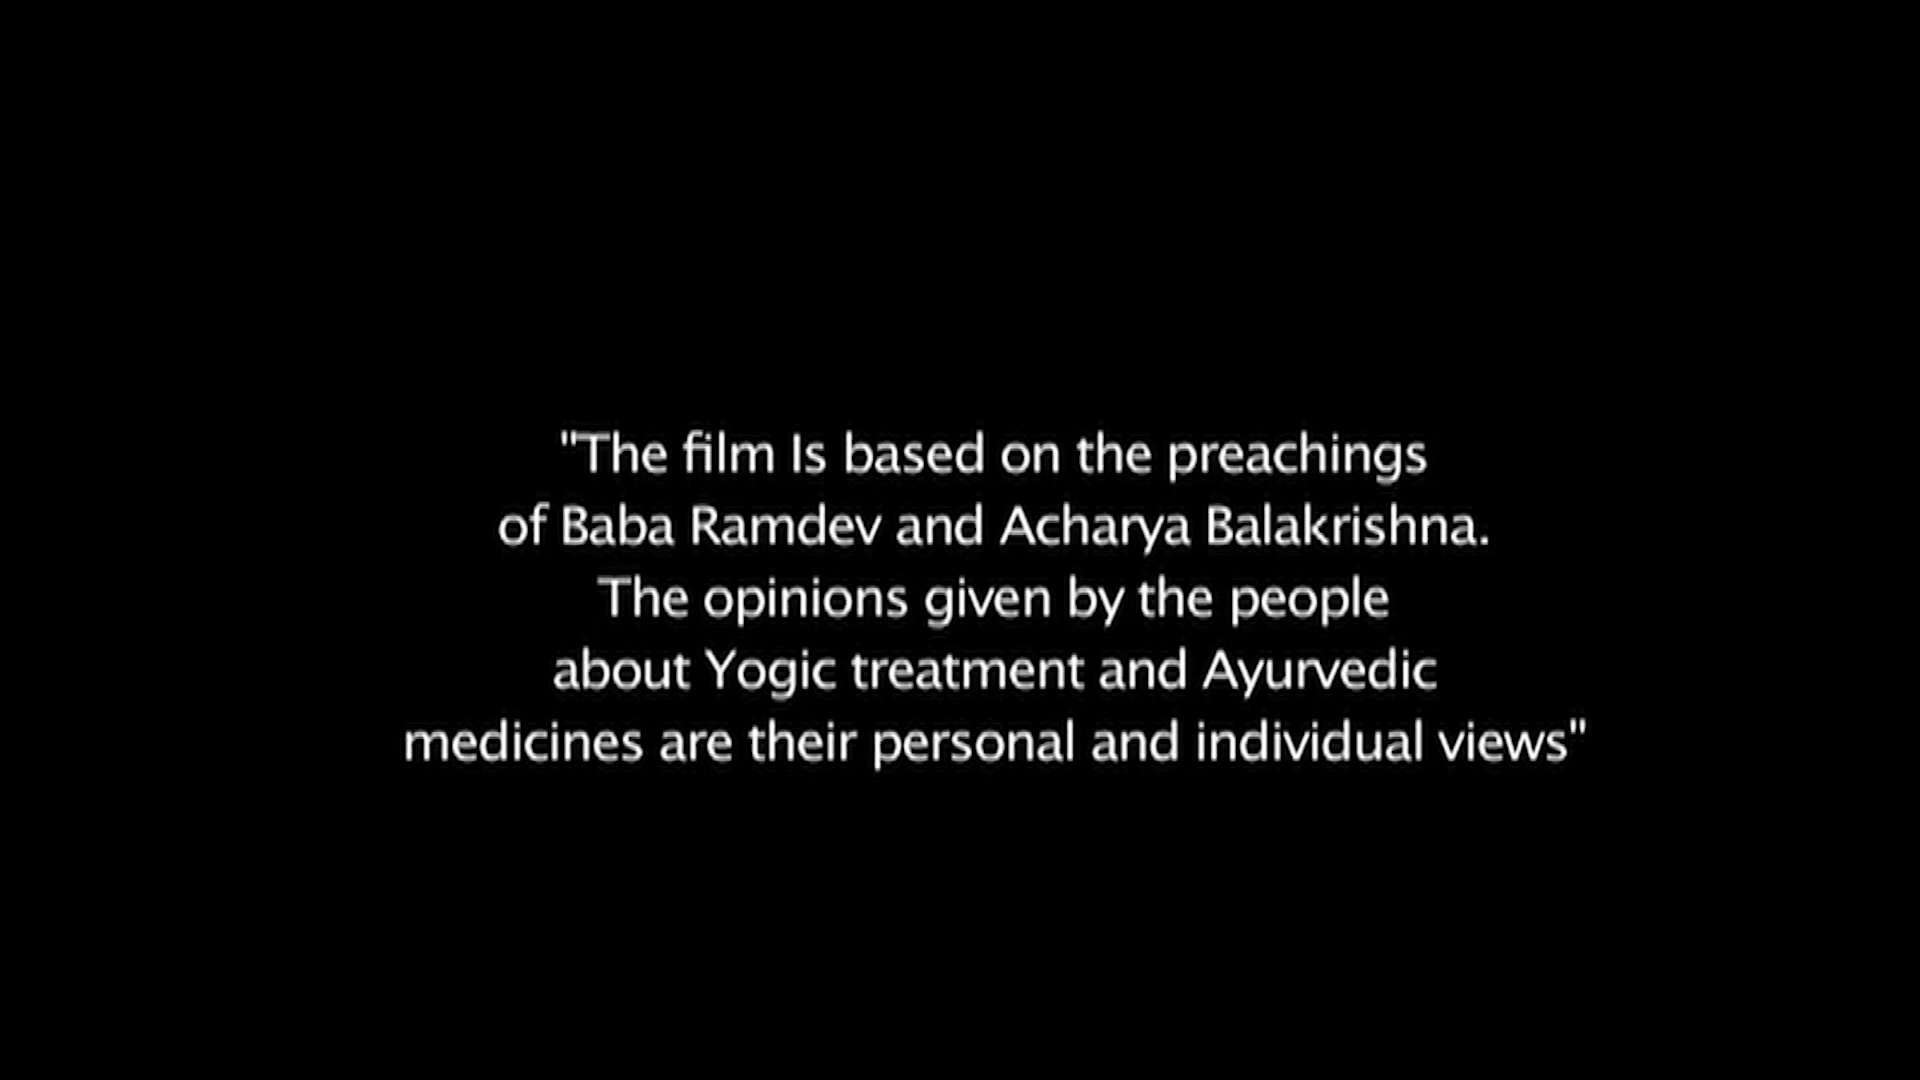 "The film Is based on the preachings
of Baba Ramdev and Acharya Balakrishna.
The opinions given by the people
about Yogic treatment and Ayurvedic
medicines are their personal and individual views"